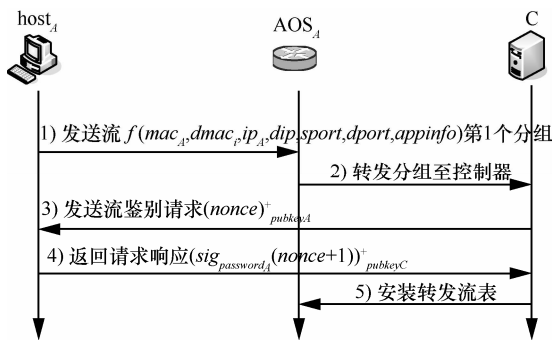 host_A AOS_A C
1) 发送流 f (mac_A,dmac_i,ip_A,dip,sport,dport,appinfo)第1个分组
2) 转发分组至控制器
3) 发送流鉴别请求(nonce)^+_pubkeyA
4) 返回请求响应(sig_password_A(nonce+1))^+_pubkeyC
5) 安装转发流表